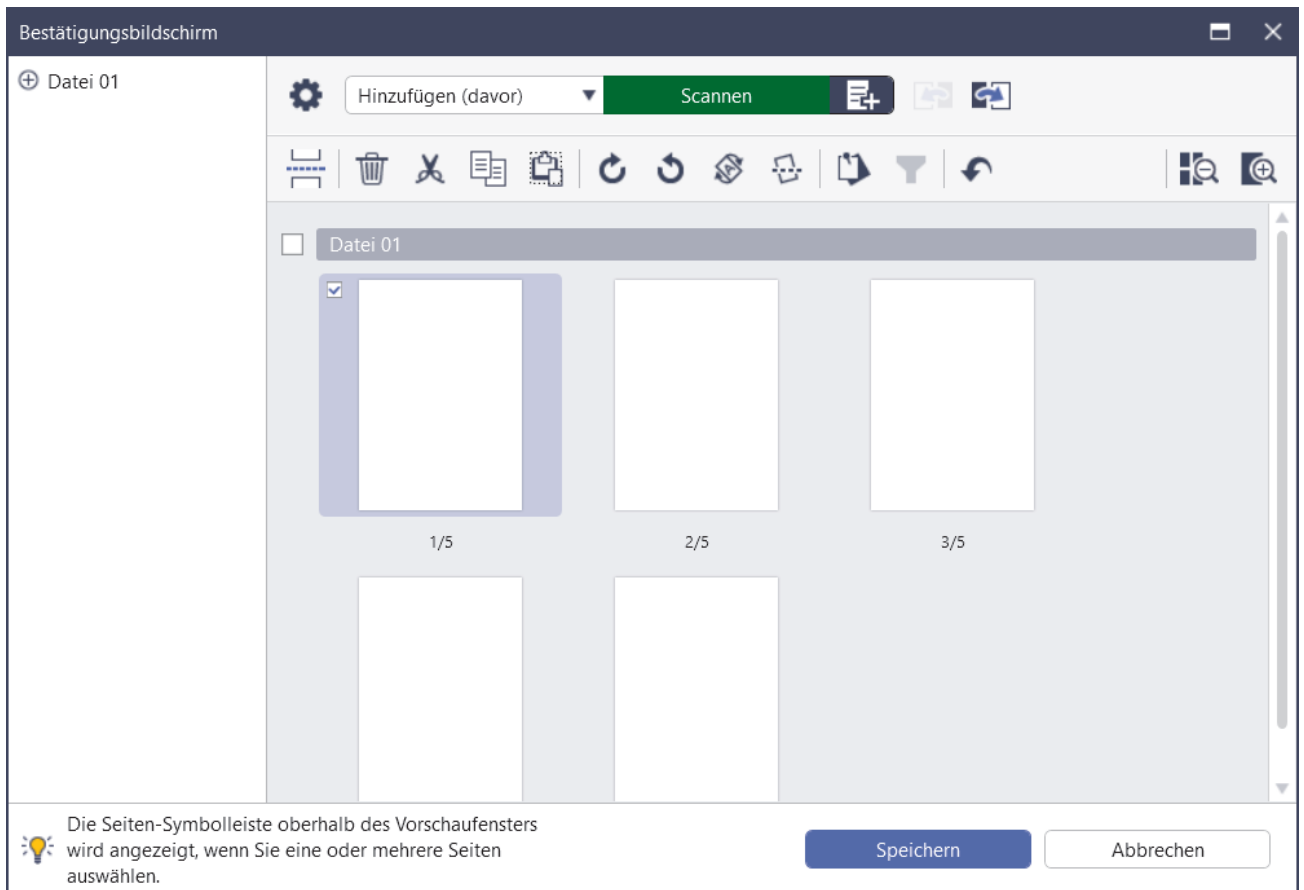 Bestätigungsbildschirm
Datei 01
Hinzufügen (davor)
Scannen
Datei 01
1/5
2/5
3/5
Die Seiten-Symbolleiste oberhalb des Vorschaufensters
wird angezeigt, wenn Sie eine oder mehrere Seiten
auswählen.
Speichern
Abbrechen